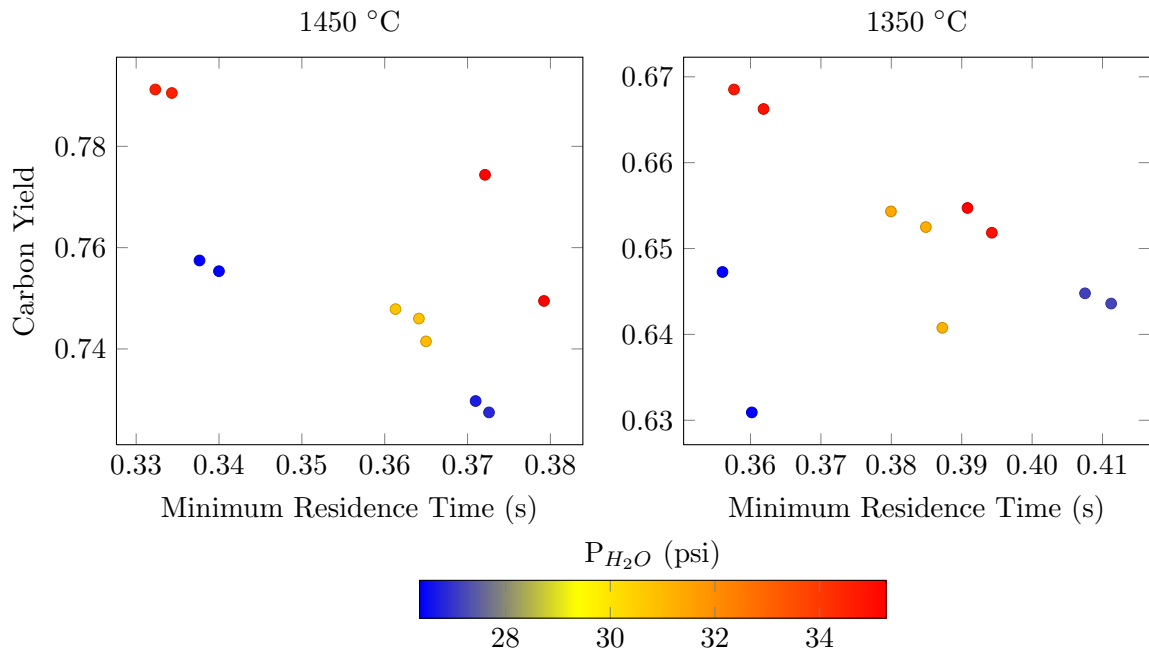 1450 °C
1350 °C
Carbon Yield
0.78
0.76
0.74
0.67
0.66
0.65
0.64
0.63
0.33 0.34 0.35 0.36 0.37 0.38
0.36 0.37 0.38 0.39 0.40 0.41
Minimum Residence Time (s)
Minimum Residence Time (s)
P_{H_2O} (psi)
28 30 32 34